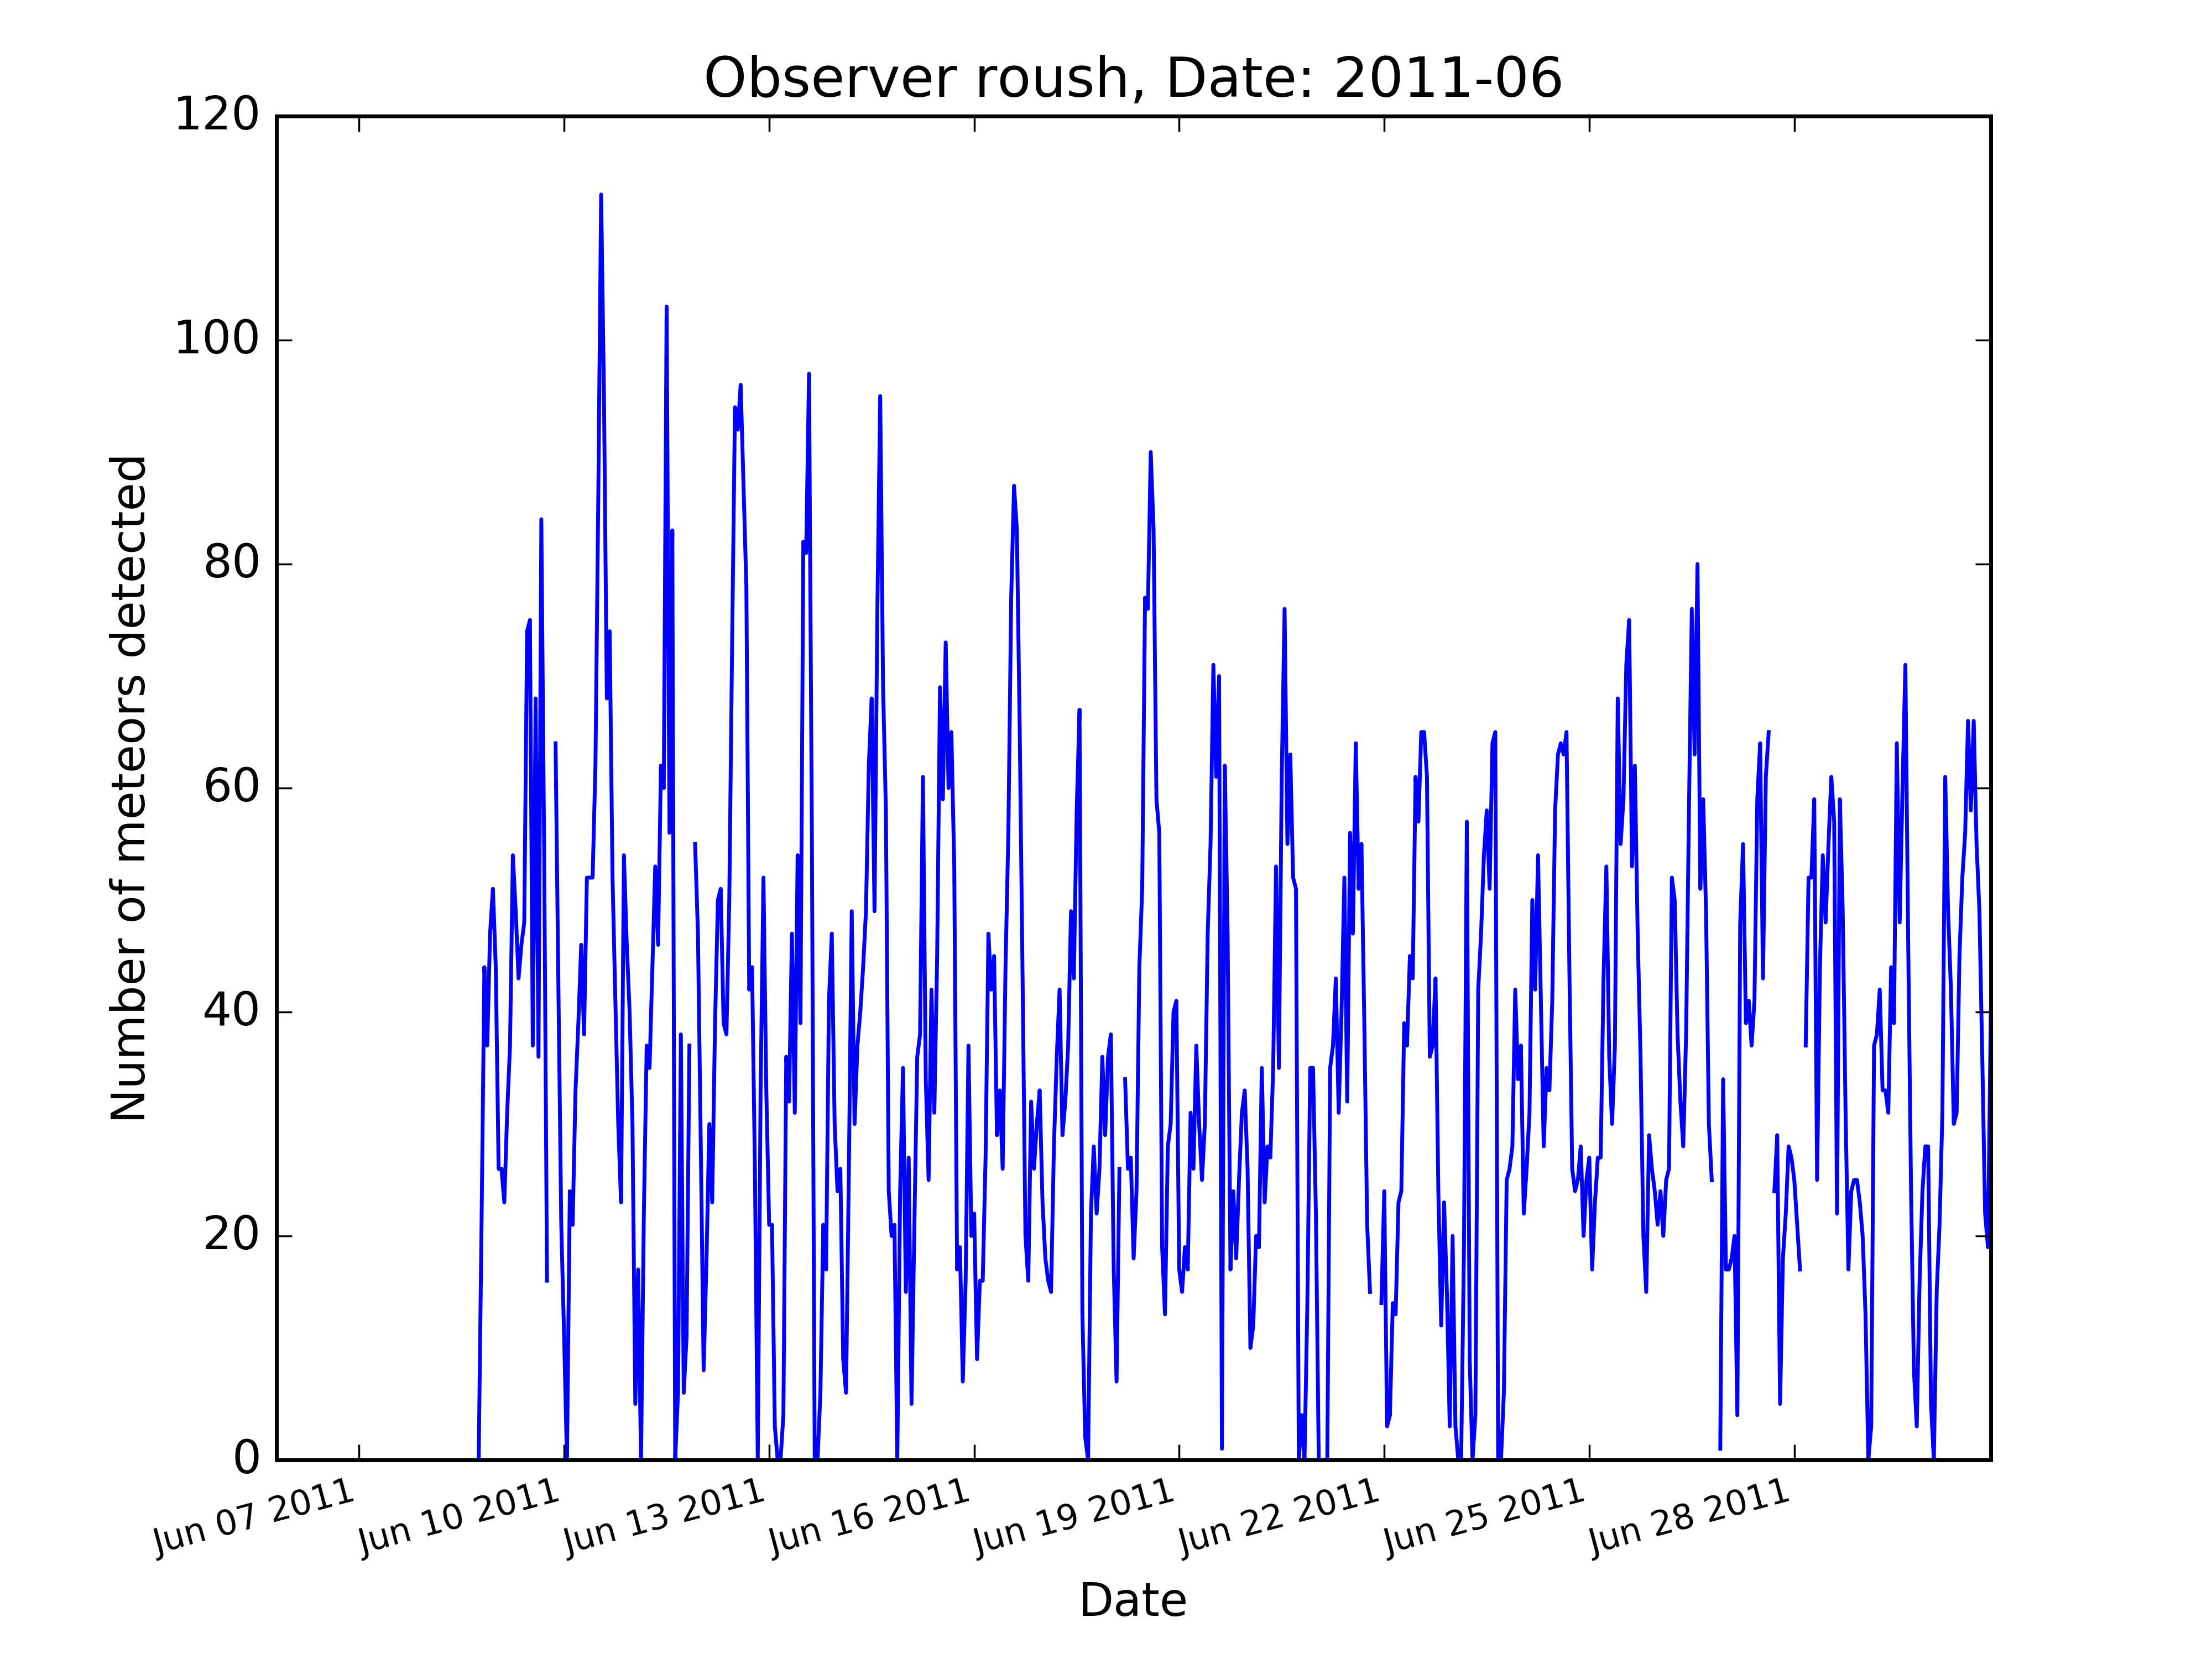 Observer roush, Date: 2011-06
120
100
80
60
40
20
0
Number of meteors detected
Jun 07 2011
Jun 10 2011
Jun 13 2011
Jun 16 2011
Jun 19 2011
Jun 22 2011
Jun 25 2011
Jun 28 2011
Date